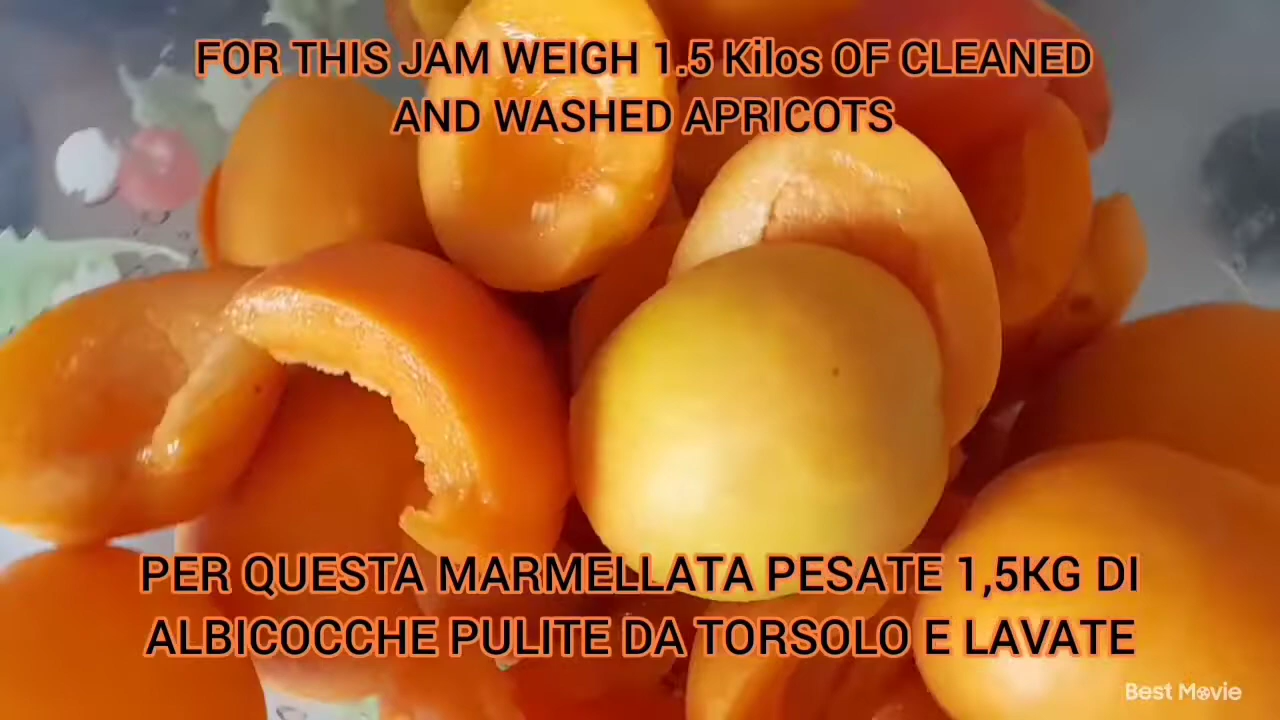 FOR THIS JAM WEIGH 1.5 Kilos OF CLEANED
AND WASHED APRICOTS
PER QUESTA MARMELLATA PESATE 1,5KG DI
ALBICOCCHE PULITE DA TORSOLO E LAVATE
Best Movie